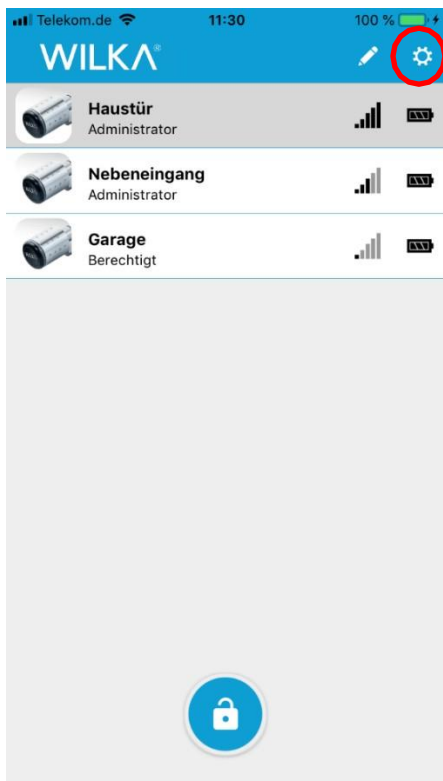 Telekom.de 11:30 100 %
WILKA®
Haustür
Administrator
Nebeneingang
Administrator
Garage
Berechtigt